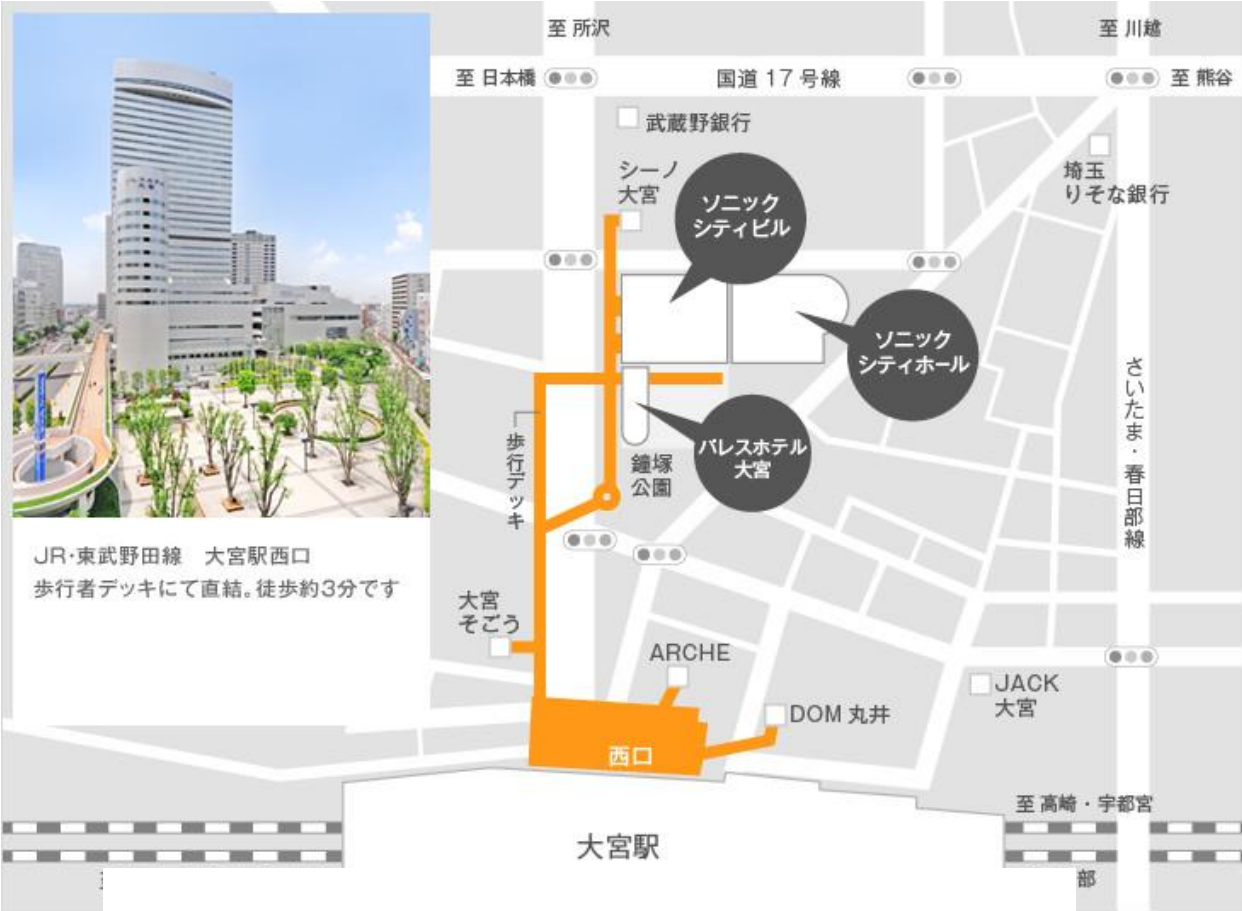 至 所沢
至 川越
至 日本橋
国道 17 号線
至 熊谷
武蔵野銀行
シーノ
大宮
埼玉
りそな銀行
ソニック
シティビル
ソニック
シティホール
さいたま・春日部線
パレスホテル
大宮
歩行デッキ
鐘塚
公園
JR・東武野田線　大宮駅西口
歩行者デッキにて直結。徒歩約3分です
大宮
そごう
ARCHE
JACK
大宮
DOM 丸井
西口
至 高崎・宇都宮
大宮駅
部